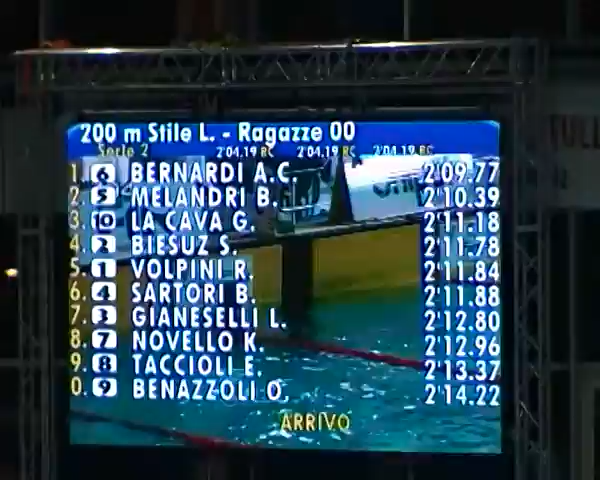 200 m Stile L. - Ragazze 00
Serie 2 2'04.19 RC 2'04.19 RC 2'04.19 RC
1. 6 BERNARDI A.C. 2'09.77
2. 5 MELANDRI B. 2'10.39
3. 10 LA CAVA G. 2'11.18
4. 2 BIESUZ S. 2'11.78
5. 1 VOLPINI R. 2'11.84
6. 4 SARTORI B. 2'11.88
7. 3 GIANESELLI L. 2'12.80
8. 7 NOVELLO K. 2'12.96
9. 8 TACCIOLI E. 2'13.37
0. 9 BENAZZOLI O. 2'14.22
ARRIVO